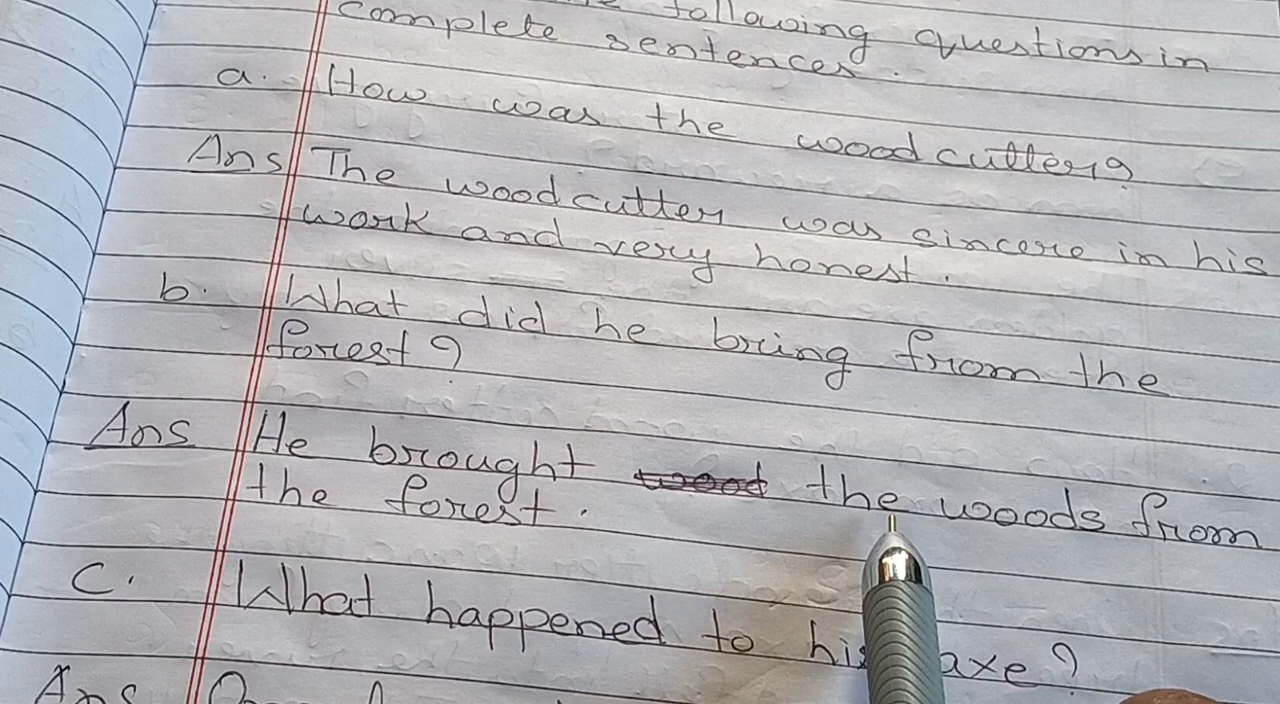 following questions in
complete sentences.
a. How was the woodcutter?
Ans The woodcutter was sincere in his
work and very honest.
b. What did he bring from the
forest?
Ans He brought wood the woods from
the forest.
c. What happened to his axe?
Ans